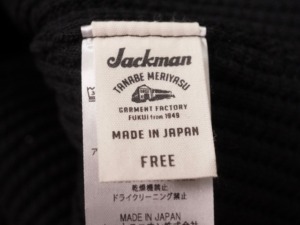 Jackman
TANABE MERIYASU
GARMENT FACTORY
FUKUI from 1949
MADE IN JAPAN
FREE
乾燥機禁止
ドライクリーニング禁止
MADE IN JAPAN